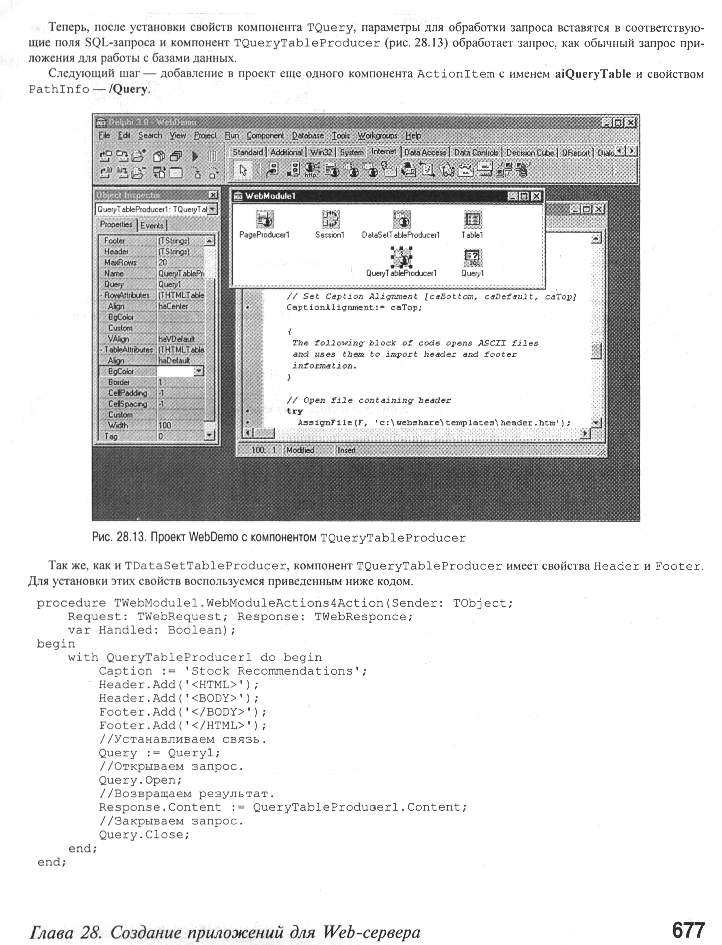 Теперь, после установки свойств компонента TQuery, параметры для обработки запроса вставятся в соответствую-
щие поля SQL-запроса и компонент TQueryTableProducer (рис. 28.13) обработает запрос, как обычный запрос при-
ложения для работы с базами данных.
Следующий шаг — добавление в проект еще одного компонента ActionItem с именем aiQueryTable и свойством
PathInfo — /Query.
Delphi 3.0 - WebDemo
File Edit Search View Project Run Component Database Tools Workgroups Help
Standard Additional Win32 System Internet Data Access Data Controls Decision Cube QReport Dialo
Object Inspector
QueryTableProducer1: TQueryTal
Properties Events
Footer (TStrings)
Header (TStrings)
MaxRows 20
Name QueryTablePr
Query Query1
- RowAttributes (THTMLTable
Align haCenter
BgColor
Custom
VAlign haVDefault
- TableAttributes (THTMLTable
Align haDefault
BgColor
Border 1
CellPadding -1
CellSpacing -1
Custom
Width 100
Tag 0
WebModule1
PageProducer1 Session1 DataSetTableProducer1 Table1
QueryTableProducer1 Query1
// Set Caption Alignment [caBottom, caDefault, caTop]
CaptionAlignment:= caTop;
{
The following block of code opens ASCII files
and uses them to import header and footer
information.
}
// Open file containing header
try
AssignFile(F, 'c:\webshare\templates\header.htm');
100: 1 Modified Insert
Рис. 28.13. Проект WebDemo с компонентом TQueryTableProducer
Так же, как и TDataSetTableProducer, компонент TQueryTableProducer имеет свойства Header и Footer.
Для установки этих свойств воспользуемся приведенным ниже кодом.
procedure TWebModule1.WebModuleActions4Action(Sender: TObject;
Request: TWebRequest; Response: TWebResponce;
var Handled: Boolean);
begin
with QueryTableProducer1 do begin
Caption := 'Stock Recommendations';
Header.Add('<HTML>');
Header.Add('<BODY>');
Footer.Add('</BODY>');
Footer.Add('</HTML>');
//Устанавливаем связь.
Query := Query1;
//Открываем запрос.
Query.Open;
//Возвращаем результат.
Response.Content := QueryTableProducer1.Content;
//Закрываем запрос.
Query.Close;
end;
end;
Глава 28. Создание приложений для Web-сервера 677